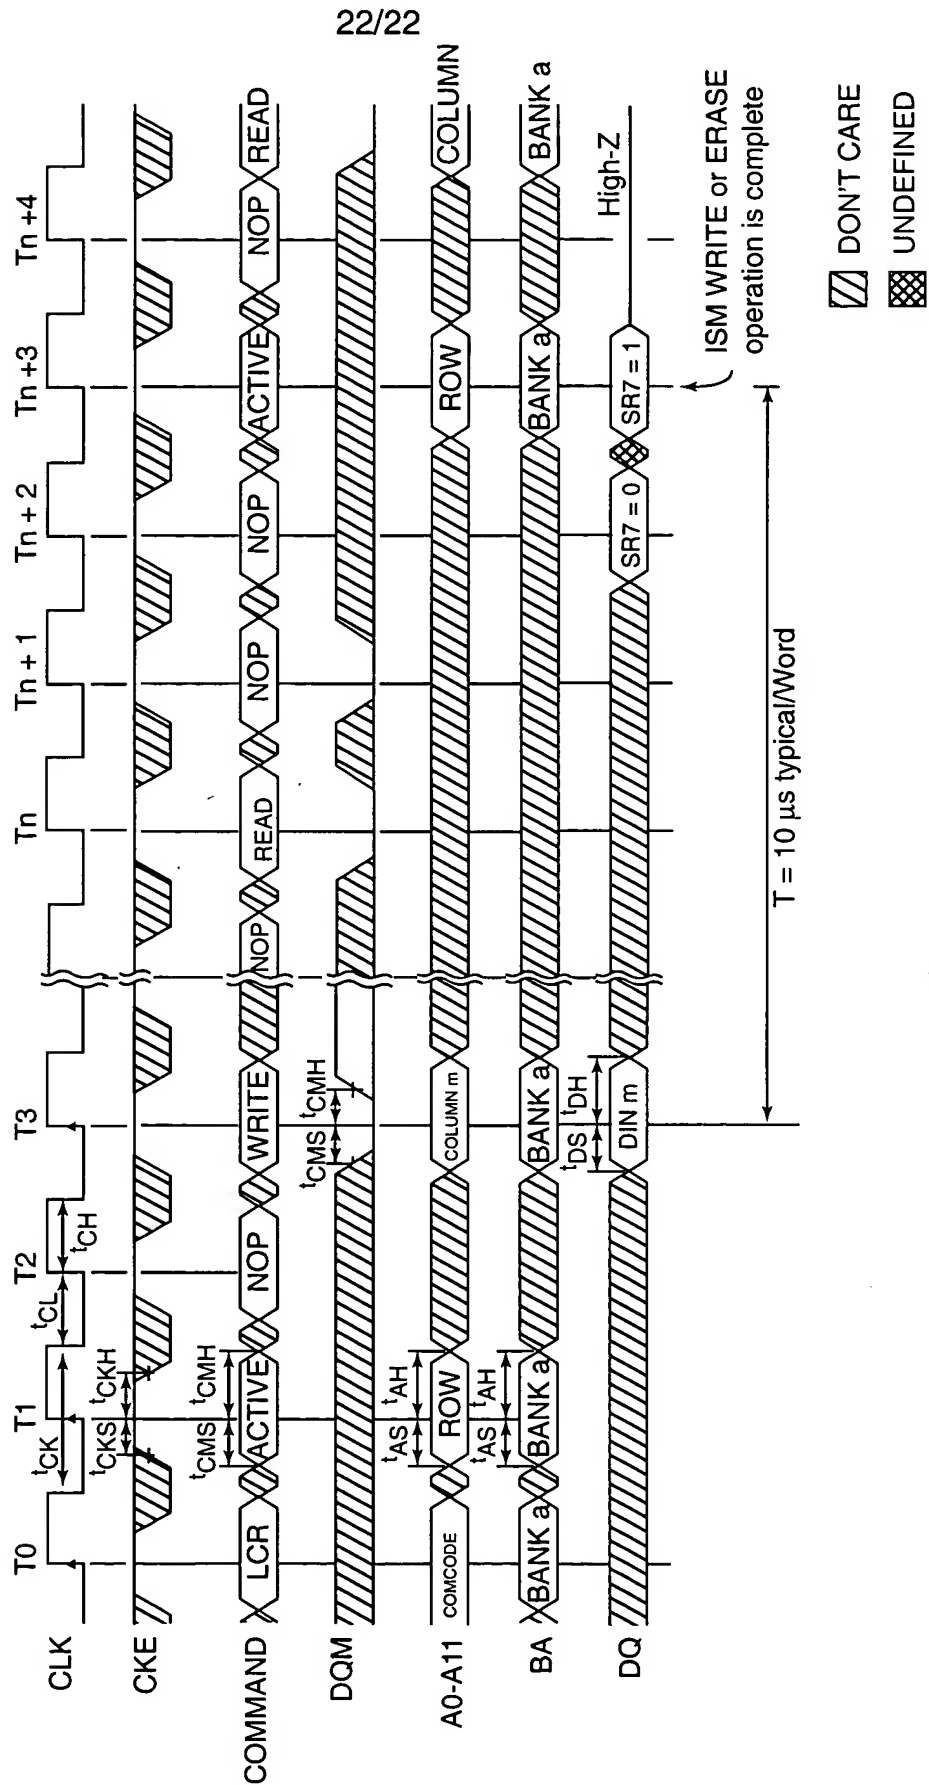 22/22
T0 T1 T2 T3 Tn Tn + 1 Tn + 2 Tn +3 Tn +4
CLK
tCK tCL tCH
CKE
tCKS tCKH
COMMAND
LCR ACTIVE NOP WRITE NOP READ NOP NOP ACTIVE NOP READ
tCMS tCMH
DQM
tCMS tCMH
A0-A11
COMCODE ROW COLUMN m ROW COLUMN
tAS tAH
BA
BANK a BANK a BANK a BANK a BANK a
tAS tAH
DQ
DIN m SR7 = 0 SR7 = 1 High-Z
tDS tDH
T = 10 µs typical/Word
ISM WRITE or ERASE
operation is complete
DON'T CARE
UNDEFINED